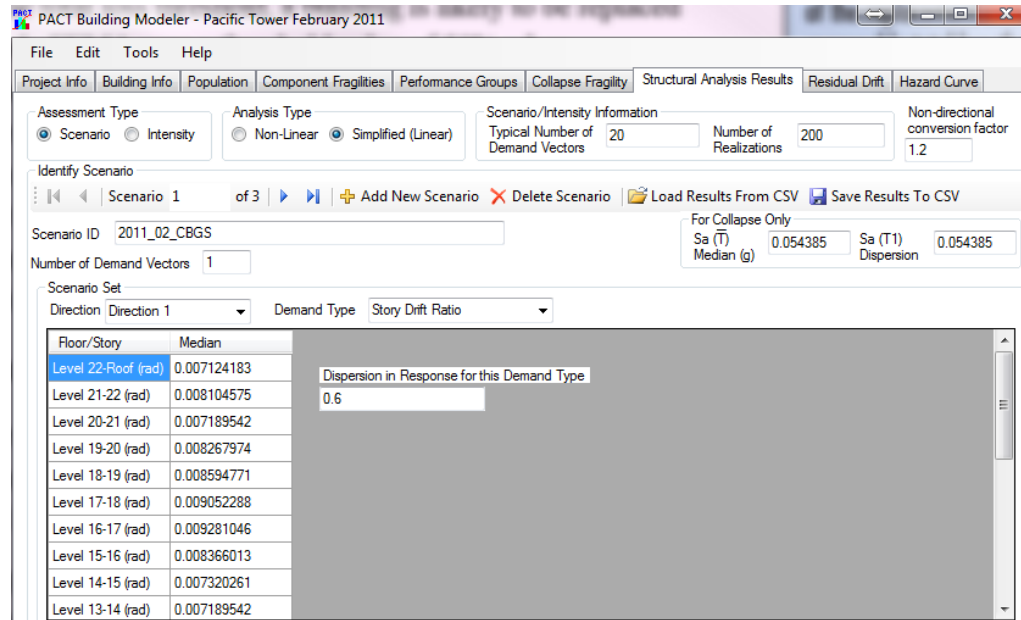 PACT Building Modeler - Pacific Tower February 2011
File Edit Tools Help
Project Info Building Info Population Component Fragilities Performance Groups Collapse Fragility Structural Analysis Results Residual Drift Hazard Curve
Assessment Type
Scenario Intensity
Analysis Type
Non-Linear Simplified (Linear)
Scenario/Intensity Information
Typical Number of Demand Vectors 20
Number of Realizations 200
Non-directional conversion factor
1.2
Identify Scenario
Scenario 1 of 3 Add New Scenario Delete Scenario Load Results From CSV Save Results To CSV
Scenario ID 2011_02_CBGS
For Collapse Only
Sa (T̅) Median (g) 0.054385
Sa (T1) Dispersion 0.054385
Number of Demand Vectors 1
Scenario Set
Direction Direction 1 Demand Type Story Drift Ratio
Floor/Story Median
Level 22-Roof (rad) 0.007124183
Level 21-22 (rad) 0.008104575
Level 20-21 (rad) 0.007189542
Level 19-20 (rad) 0.008267974
Level 18-19 (rad) 0.008594771
Level 17-18 (rad) 0.009052288
Level 16-17 (rad) 0.009281046
Level 15-16 (rad) 0.008366013
Level 14-15 (rad) 0.007320261
Level 13-14 (rad) 0.007189542
Dispersion in Response for this Demand Type
0.6